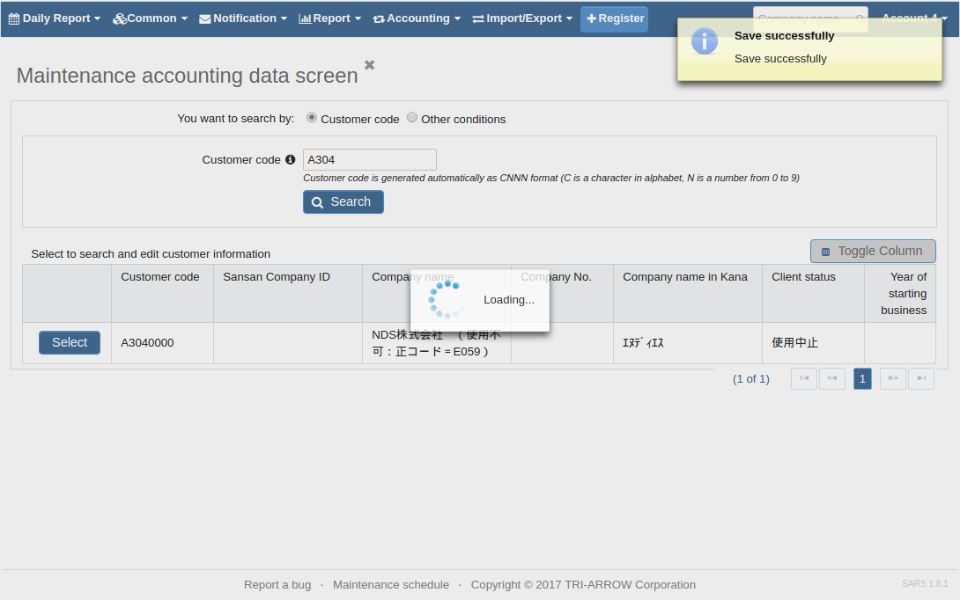 Daily Report Common Notification Report Accounting Import/Export Register Company name Account 4
Save successfully
Save successfully
Maintenance accounting data screen
You want to search by: Customer code Other conditions
Customer code A304
Customer code is generated automatically as CNNN format (C is a character in alphabet, N is a number from 0 to 9)
Search
Select to search and edit customer information
Toggle Column
Customer code Sansan Company ID Company name Company No. Company name in Kana Client status Year of
starting
business
Loading...
Select A3040000 NDS株式会社 （使用不
可：正コード＝E059） ｴﾇﾃﾞｨｴｽ 使用中止
(1 of 1) 1
Report a bug · Maintenance schedule · Copyright © 2017 TRI-ARROW Corporation
SARS 1.8.1